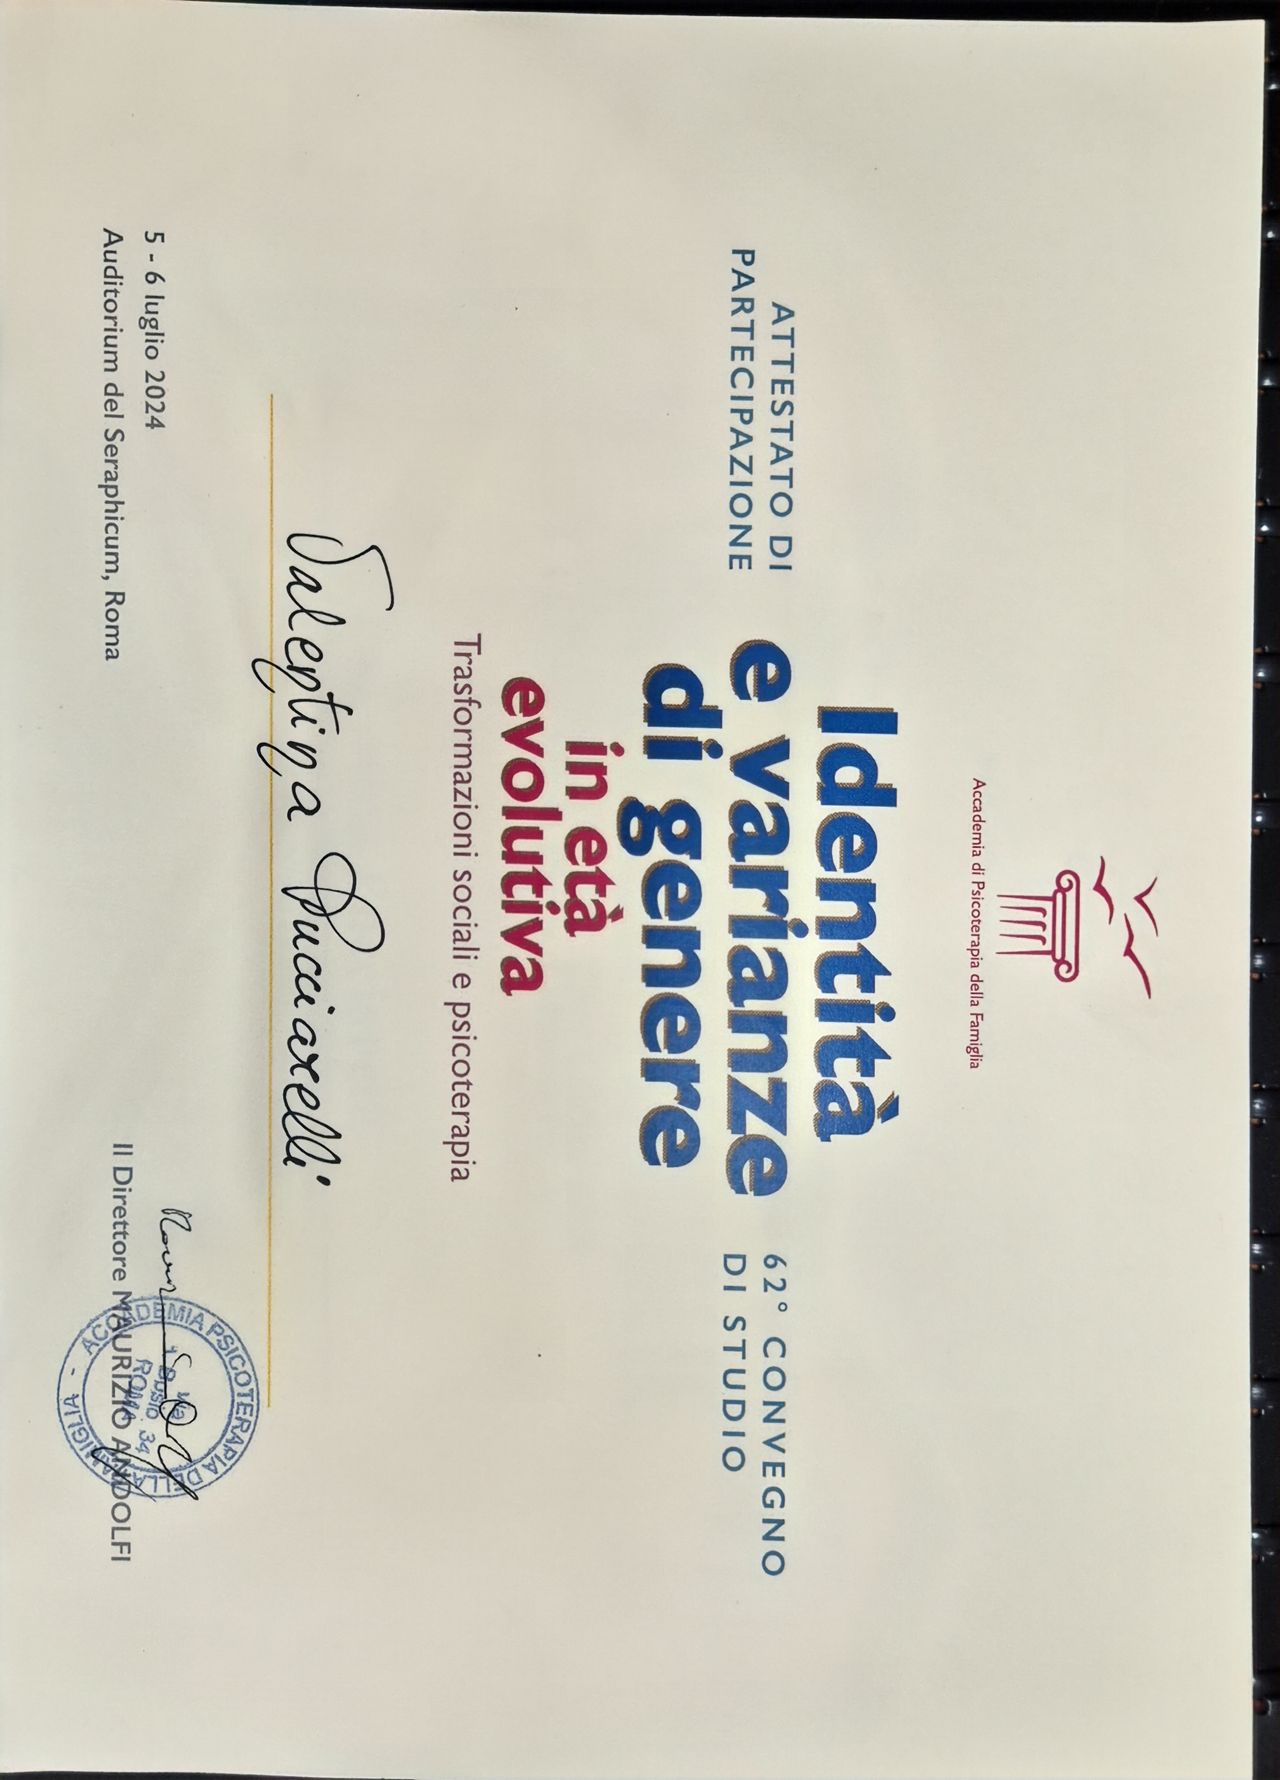 Accademia di Psicoterapia della Famiglia
ATTESTATO DI
PARTECIPAZIONE
Identità
e varianze
di genere
in età
evolutiva
62° CONVEGNO
DI STUDIO
Trasformazioni sociali e psicoterapia
Valentina Pucciarelli
5 - 6 luglio 2024
Auditorium del Seraphicum, Roma
Il Direttore MAURIZIO ANDOLFI
ACCADEMIA PSICOTERAPIA DELLA FAMIGLIA -
Via
ROMA